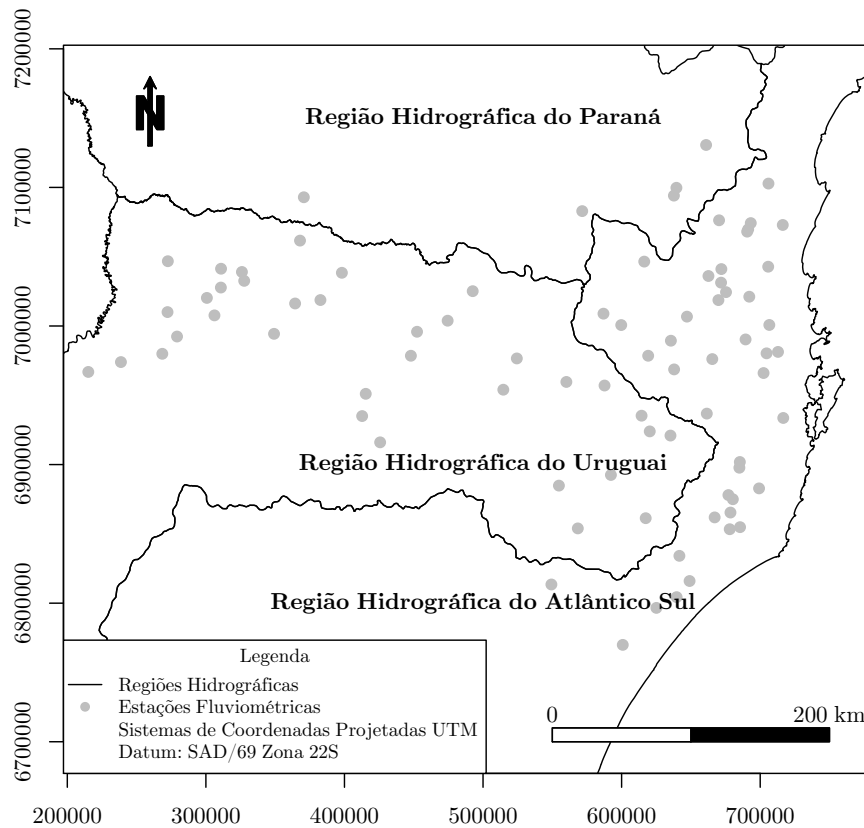 7200000
7100000
7000000
6900000
6800000
6700000
N
Região Hidrográfica do Paraná
Região Hidrográfica do Uruguai
Região Hidrográfica do Atlântico Sul
Legenda
Regiões Hidrográficas
Estações Fluviométricas
Sistemas de Coordenadas Projetadas UTM
Datum: SAD/69 Zona 22S
0 200 km
200000 300000 400000 500000 600000 700000